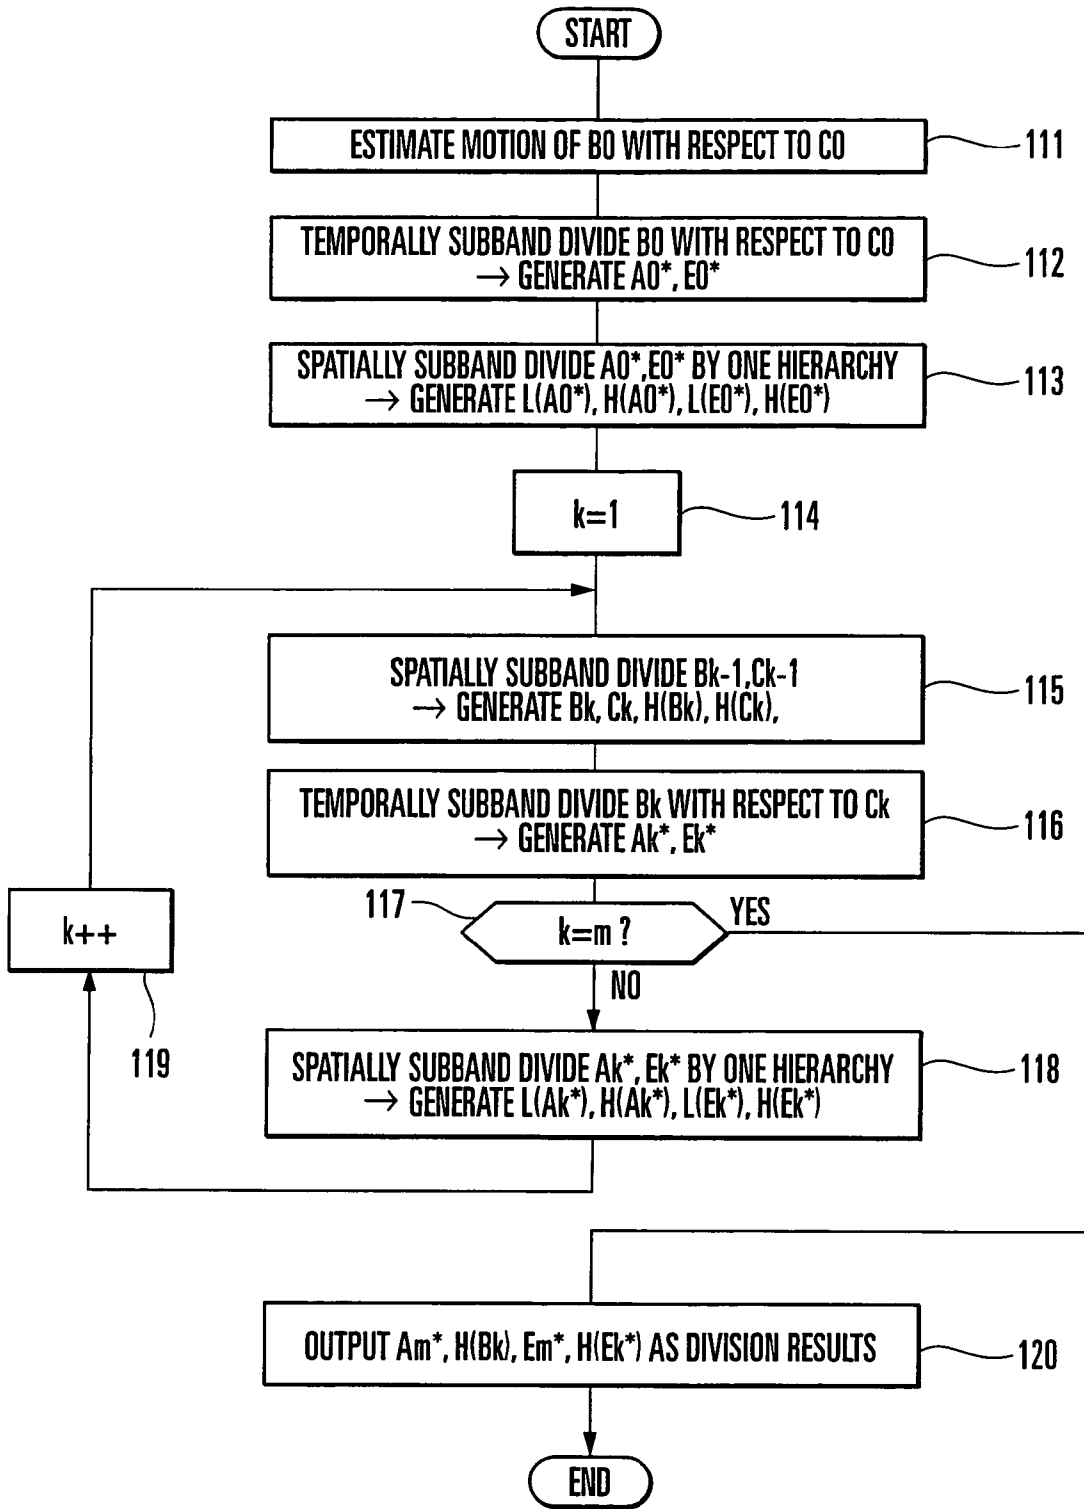 START
ESTIMATE MOTION OF B0 WITH RESPECT TO C0
111
TEMPORALLY SUBBAND DIVIDE B0 WITH RESPECT TO C0
→ GENERATE A0*, E0*
112
SPATIALLY SUBBAND DIVIDE A0*,E0* BY ONE HIERARCHY
→ GENERATE L(A0*), H(A0*), L(E0*), H(E0*)
113
k=1
114
SPATIALLY SUBBAND DIVIDE Bk-1,Ck-1
→ GENERATE Bk, Ck, H(Bk), H(Ck),
115
TEMPORALLY SUBBAND DIVIDE Bk WITH RESPECT TO Ck
→ GENERATE Ak*, Ek*
116
117
k=m ?
YES
NO
k++
119
SPATIALLY SUBBAND DIVIDE Ak*, Ek* BY ONE HIERARCHY
→ GENERATE L(Ak*), H(Ak*), L(Ek*), H(Ek*)
118
OUTPUT Am*, H(Bk), Em*, H(Ek*) AS DIVISION RESULTS
120
END